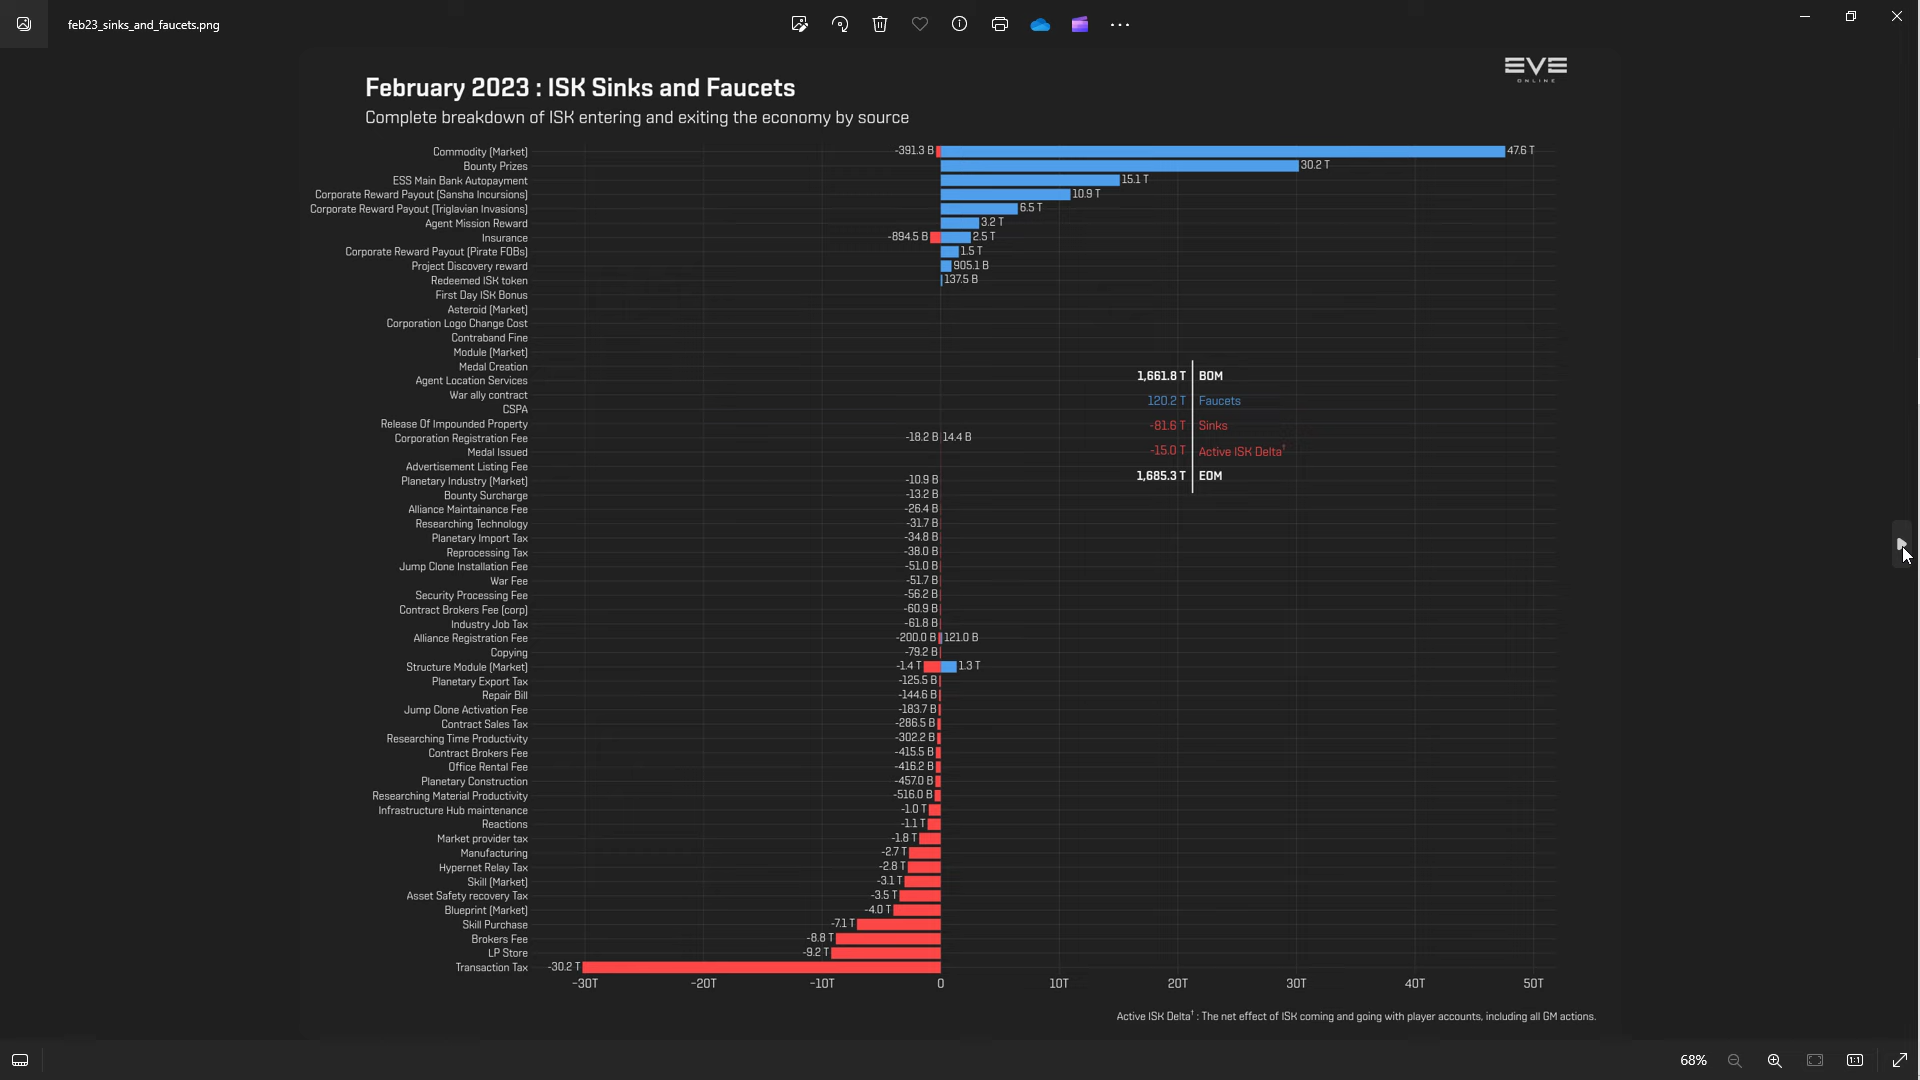 feb23_sinks_and_faucets.png
EVE
ONLINE
February 2023 : ISK Sinks and Faucets
Complete breakdown of ISK entering and exiting the economy by source
Commodity (Market) -391.3 B 47.6 T
Bounty Prizes 30.2 T
ESS Main Bank Autopayment 15.1 T
Corporate Reward Payout (Sansha Incursions) 10.9 T
Corporate Reward Payout (Triglavian Invasions) 6.5 T
Agent Mission Reward 3.2 T
Insurance -894.5 B 2.5 T
Corporate Reward Payout (Pirate FOBs) 1.5 T
Project Discovery reward 905.1 B
Redeemed ISK token 137.5 B
First Day ISK Bonus
Asteroid (Market)
Corporation Logo Change Cost
Contraband Fine
Module (Market)
Medal Creation
Agent Location Services
War ally contract
CSPA
Release Of Impounded Property
Corporation Registration Fee -18.2 B 14.4 B
Medal Issued
Advertisement Listing Fee
Planetary Industry (Market) -10.9 B
Bounty Surcharge -13.2 B
Alliance Maintainance Fee -26.4 B
Researching Technology -31.7 B
Planetary Import Tax -34.8 B
Reprocessing Tax -38.0 B
Jump Clone Installation Fee -51.0 B
War Fee -51.7 B
Security Processing Fee -56.2 B
Contract Brokers Fee (corp) -60.9 B
Industry Job Tax -61.8 B
Alliance Registration Fee -200.0 B 121.0 B
Copying -79.2 B
Structure Module (Market) -1.4 T 1.3 T
Planetary Export Tax -125.5 B
Repair Bill -144.6 B
Jump Clone Activation Fee -183.7 B
Contract Sales Tax -286.5 B
Researching Time Productivity -302.2 B
Contract Brokers Fee -415.5 B
Office Rental Fee -416.2 B
Planetary Construction -457.0 B
Researching Material Productivity -516.0 B
Infrastructure Hub maintenance -1.0 T
Reactions -1.1 T
Market provider tax -1.8 T
Manufacturing -2.7 T
Hypernet Relay Tax -2.8 T
Skill (Market) -3.1 T
Asset Safety recovery Tax -3.5 T
Blueprint (Market) -4.0 T
Skill Purchase -7.1 T
Brokers Fee -8.8 T
LP Store -9.2 T
Transaction Tax -30.2 T
1,661.8 T BOM
120.2 T Faucets
-81.6 T Sinks
-15.0 T Active ISK Delta†
1,685.3 T EOM
-30T -20T -10T 0 10T 20T 30T 40T 50T
Active ISK Delta† : The net effect of ISK coming and going with player accounts, including all GM actions.
68%
1:1